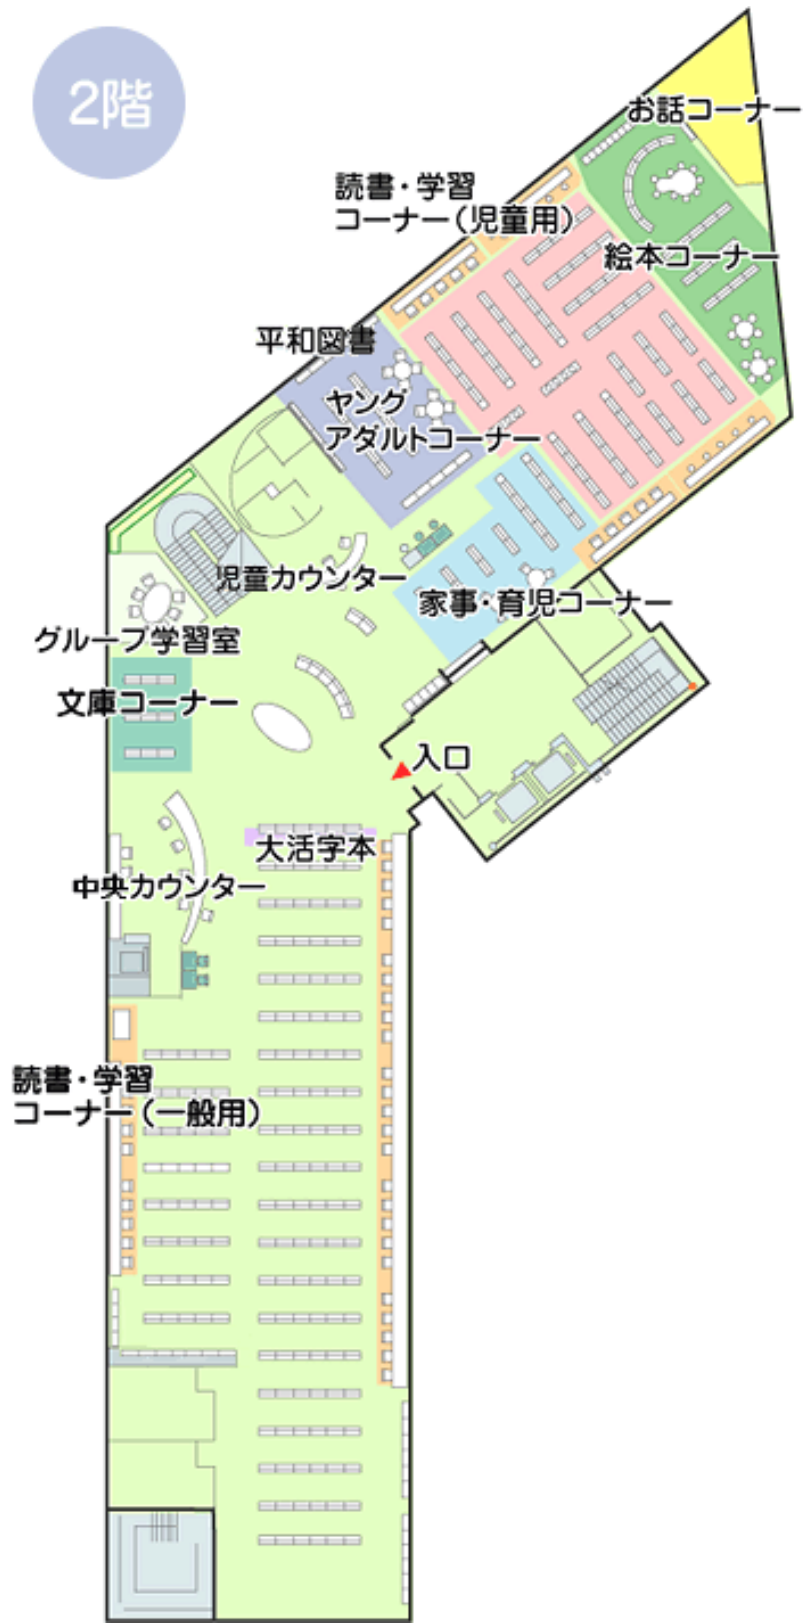 2階
お話コーナー
読書・学習
コーナー(児童用)
絵本コーナー
平和図書
ヤング
アダルトコーナー
児童カウンター
家事・育児コーナー
グループ学習室
文庫コーナー
入口
大活字本
中央カウンター
読書・学習
コーナー(一般用)